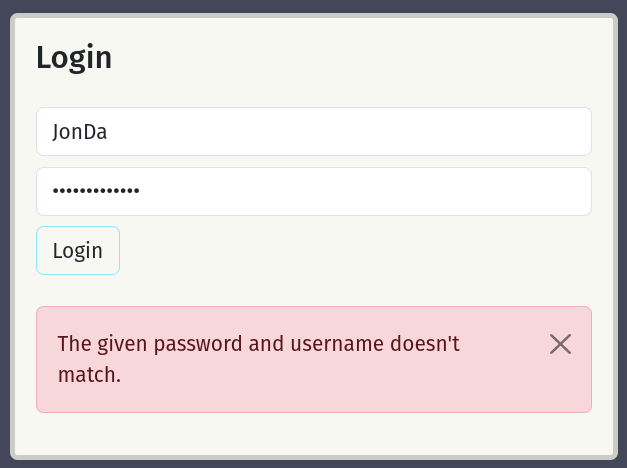 Login
JonDa
•••••••••••••
Login
The given password and username doesn't
match.